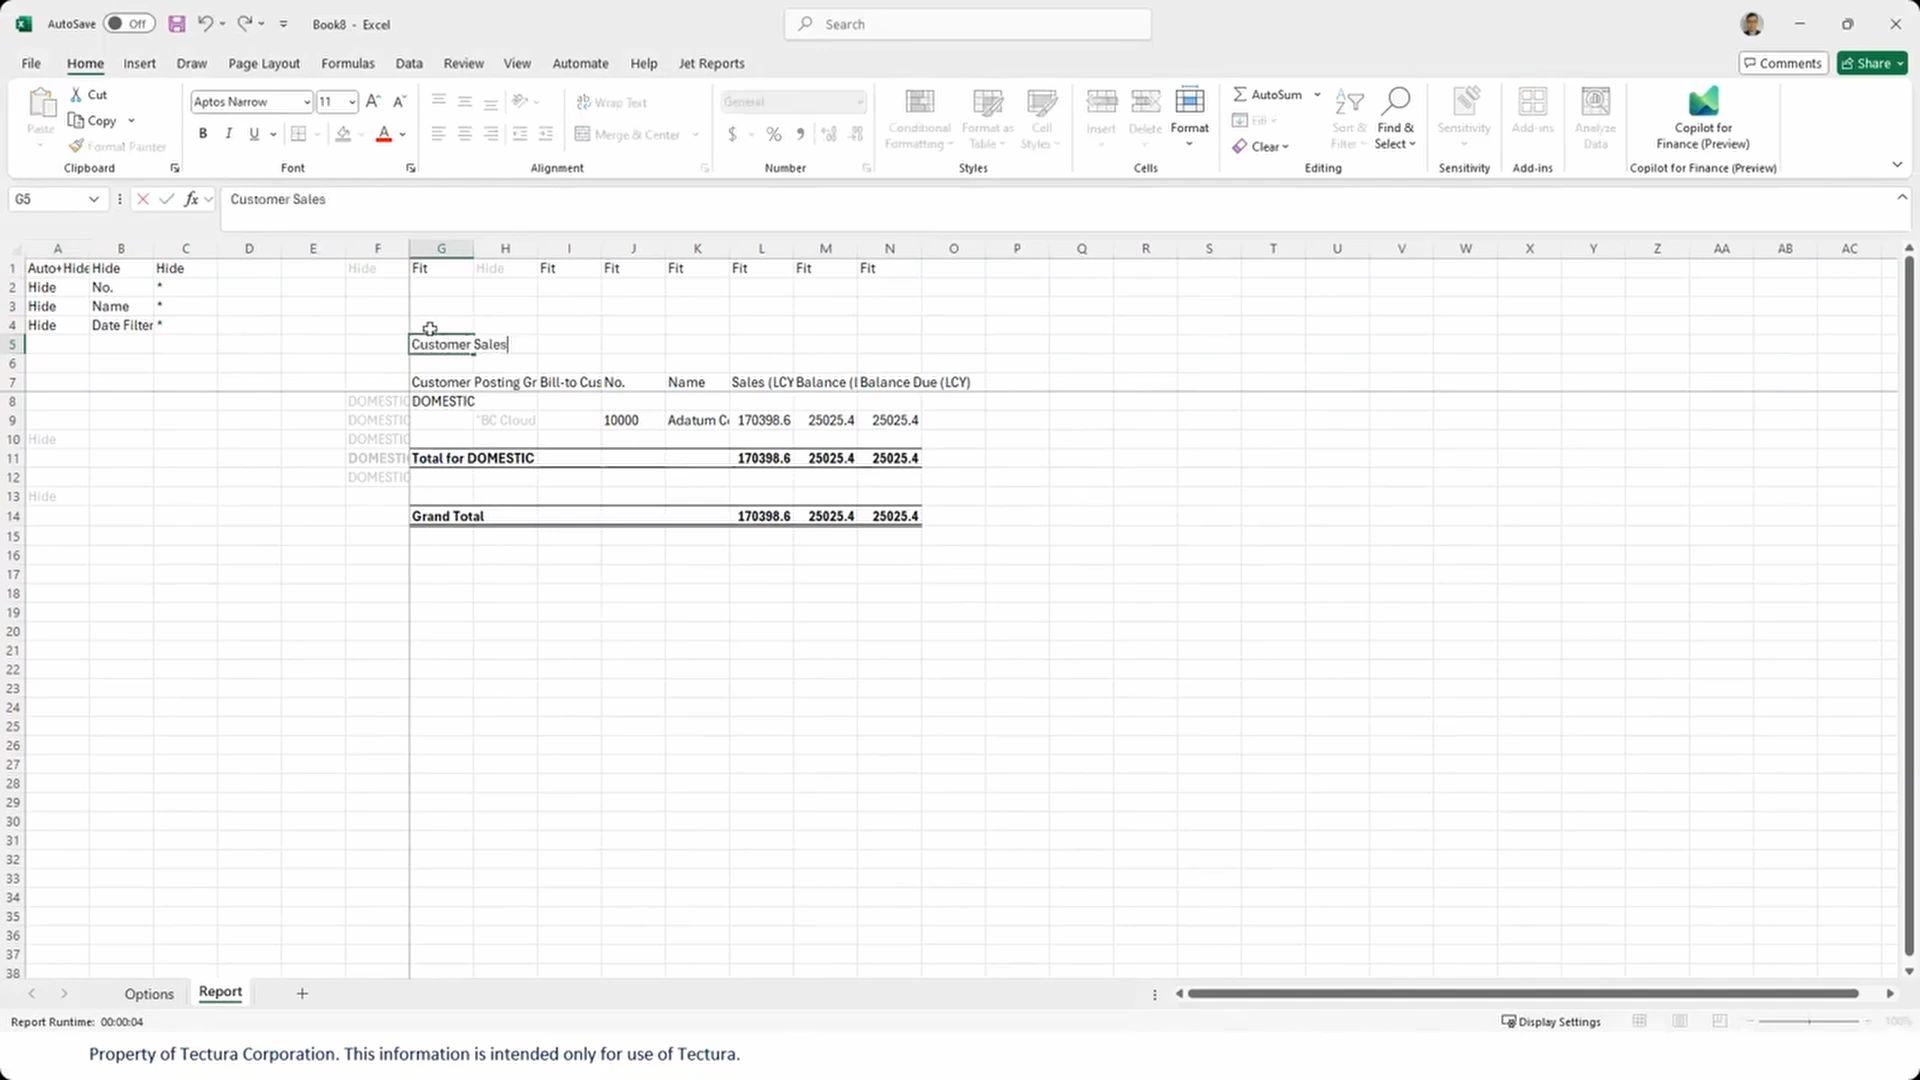 AutoSave Off Book8 - Excel Search
File Home Insert Draw Page Layout Formulas Data Review View Automate Help Jet Reports Comments Share
Paste Cut Copy Format Painter Clipboard
Aptos Narrow 11 B I U A Font
Wrap Text Merge & Center Alignment
General $ % Number
Conditional Formatting Format as Table Cell Styles Styles
Insert Delete Format Cells
AutoSum Fill Clear Sort & Filter Find & Select Editing
Sensitivity Sensitivity
Add-ins Add-ins
Analyze Data
Copilot for Finance (Preview) Copilot for Finance (Preview)
G5 fx Customer Sales
A B C D E F G H I J K L M N O P Q R S T U V W X Y Z AA AB AC
1 Auto+Hide Hide Hide Hide Fit Hide Fit Fit Fit Fit Fit Fit
2 Hide No. *
3 Hide Name *
4 Hide Date Filter *
5 Customer Sales
6
7 Customer Posting Gr Bill-to Cus No. Name Sales (LCY Balance (L Balance Due (LCY)
8 DOMESTIC DOMESTIC
9 DOMESTIC "BC Cloud 10000 Adatum Co 170398.6 25025.4 25025.4
10 Hide DOMESTIC
11 DOMESTI Total for DOMESTIC 170398.6 25025.4 25025.4
12 DOMESTIC
13 Hide
14 Grand Total 170398.6 25025.4 25025.4
15
16
17
18
19
20
21
22
23
24
25
26
27
28
29
30
31
32
33
34
35
36
37
38
Options Report +
Report Runtime: 00:00:04 Display Settings 100%
Property of Tectura Corporation. This information is intended only for use of Tectura.